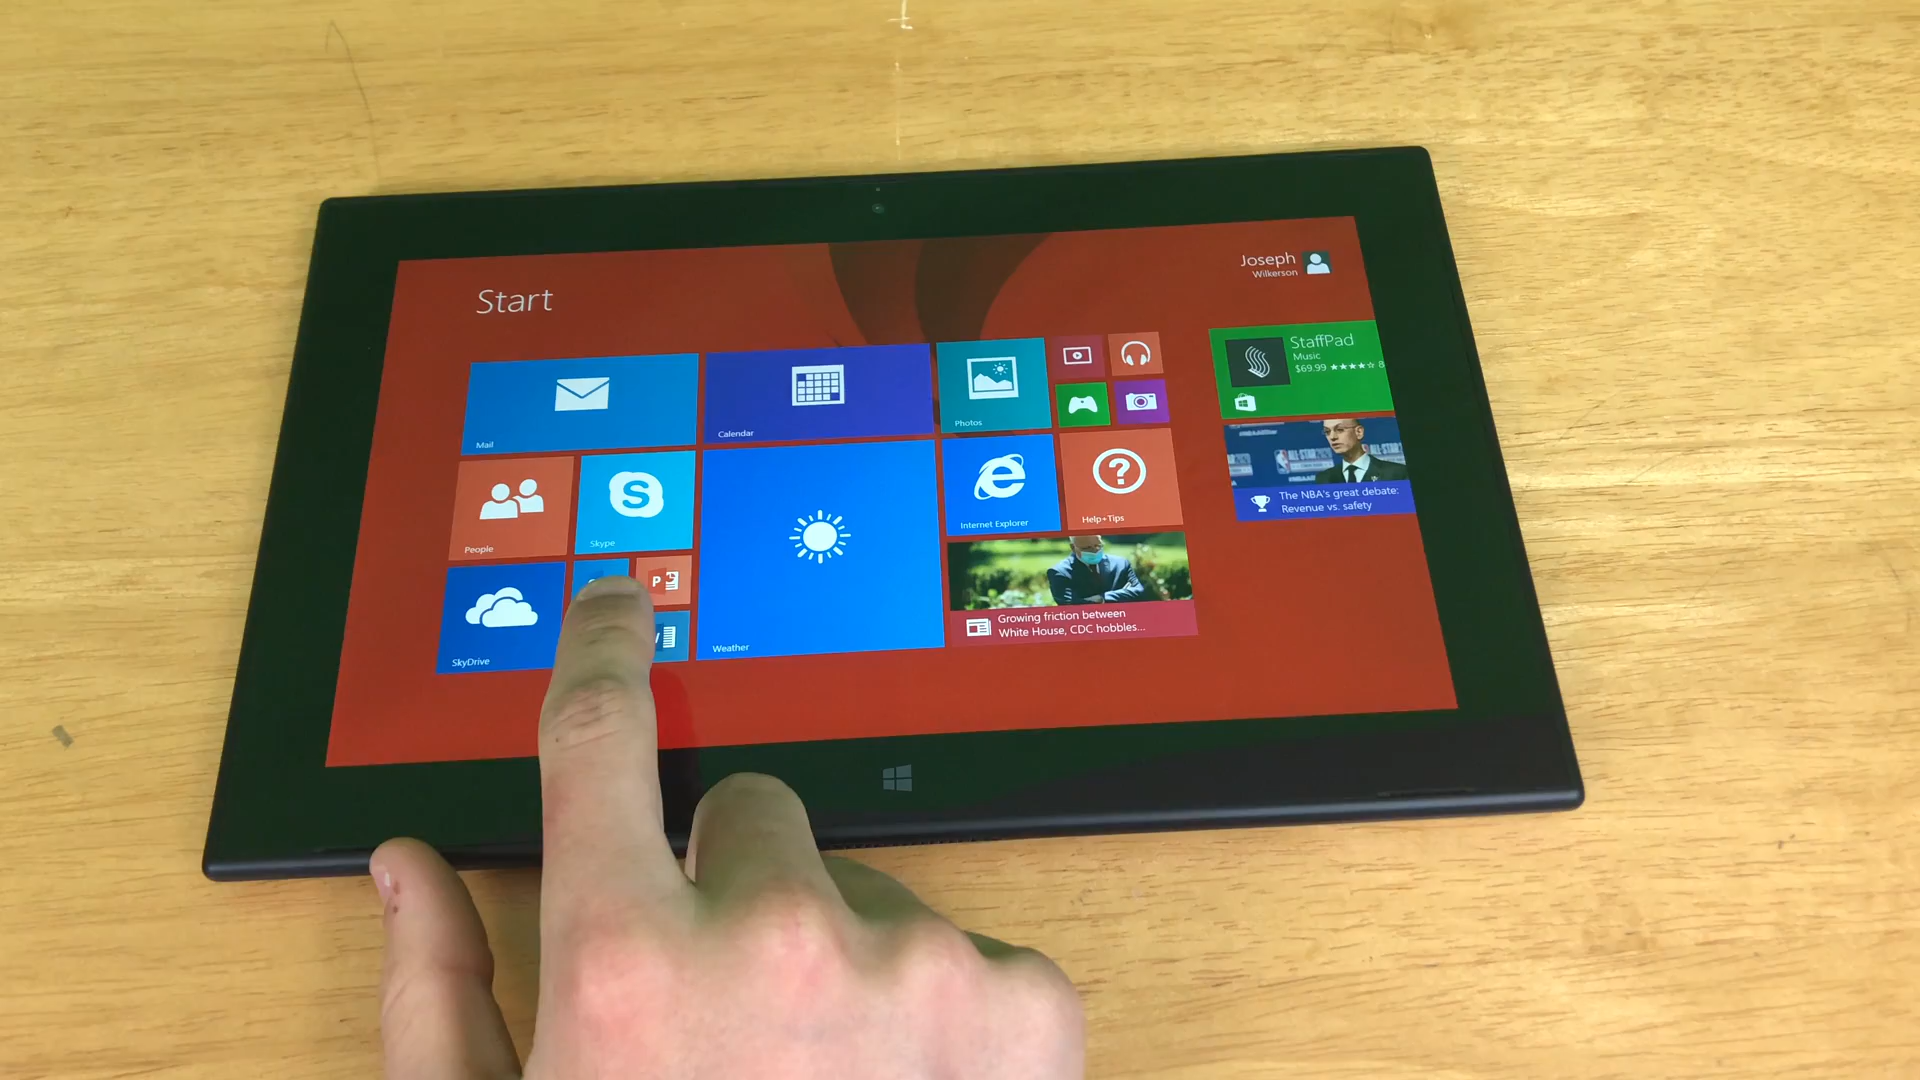 Start
Joseph
Wilkerson
Mail
Calendar
Photos
StaffPad
Music
$69.99
People
Skype
Internet Explorer
Help+Tips
The NBA's great debate:
Revenue vs. safety
SkyDrive
P
Weather
Growing friction between
White House, CDC hobbles...